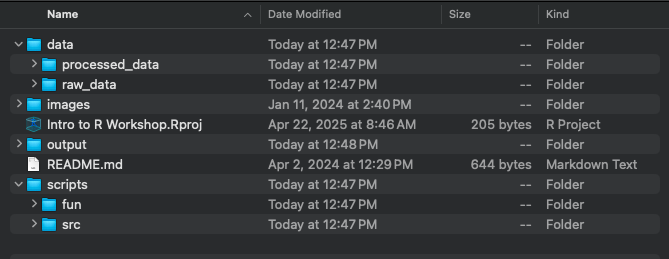 Name Date Modified Size Kind
data Today at 12:47 PM -- Folder
processed_data Today at 12:47 PM -- Folder
raw_data Today at 12:47 PM -- Folder
images Jan 11, 2024 at 2:40 PM -- Folder
Intro to R Workshop.Rproj Apr 22, 2025 at 8:46 AM 205 bytes R Project
output Today at 12:48 PM -- Folder
README.md Apr 2, 2024 at 12:29 PM 644 bytes Markdown Text
scripts Today at 12:47 PM -- Folder
fun Today at 12:47 PM -- Folder
src Today at 12:47 PM -- Folder